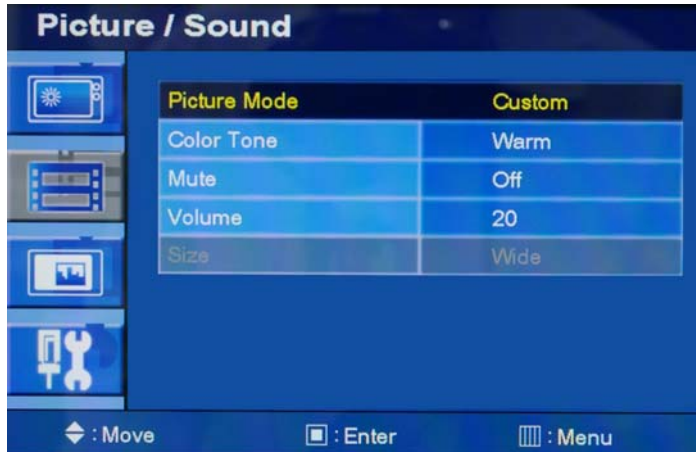 Picture / Sound
Picture Mode Custom
Color Tone Warm
Mute Off
Volume 20
Size Wide
: Move : Enter : Menu